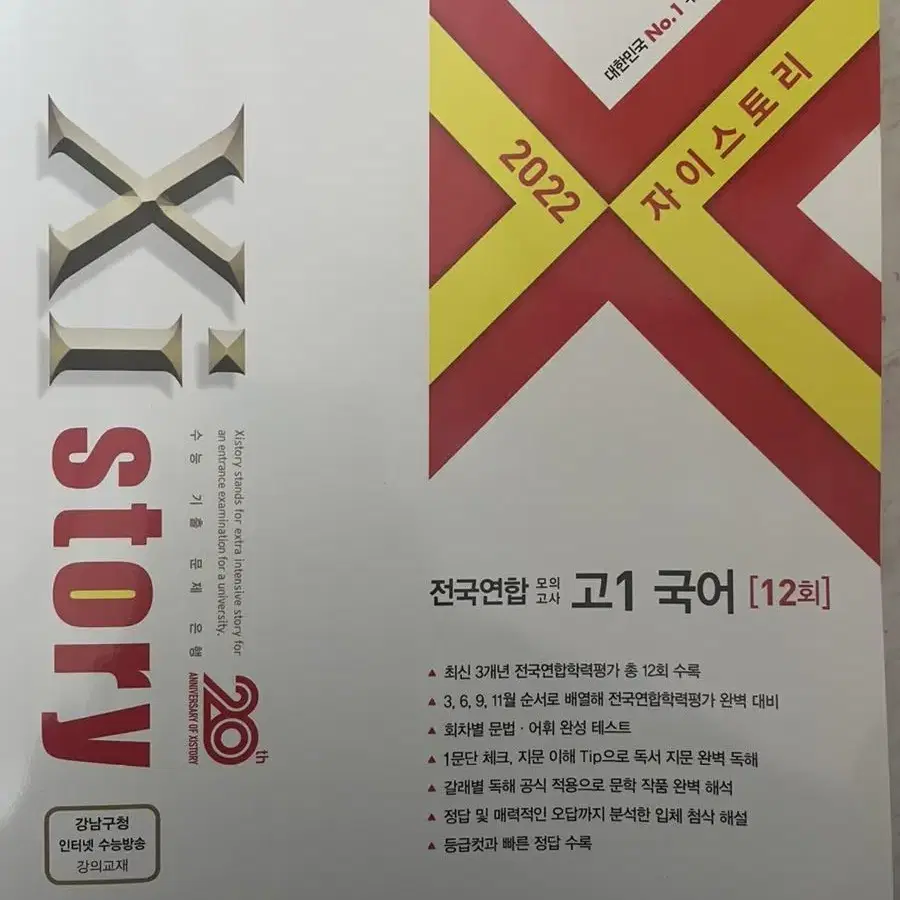 Xi story
Xistory stands for extra intensive story for
an entrance examination for a university.
수능 기출 문제 은행
20th
ANNIVERSARY OF XISTORY
강남구청
인터넷 수능방송
강의교재
대한민국 No.1
2022
자이스토리
전국연합 모의고사 고1 국어 [12회]
▲ 최신 3개년 전국연합학력평가 총 12회 수록
▲ 3, 6, 9, 11월 순서로 배열해 전국연합학력평가 완벽 대비
▲ 회차별 문법·어휘 완성 테스트
▲ 1문단 체크, 지문 이해 Tip으로 독서 지문 완벽 독해
▲ 갈래별 독해 공식 적용으로 문학 작품 완벽 해석
▲ 정답 및 매력적인 오답까지 분석한 입체 첨삭 해설
▲ 등급컷과 빠른 정답 수록